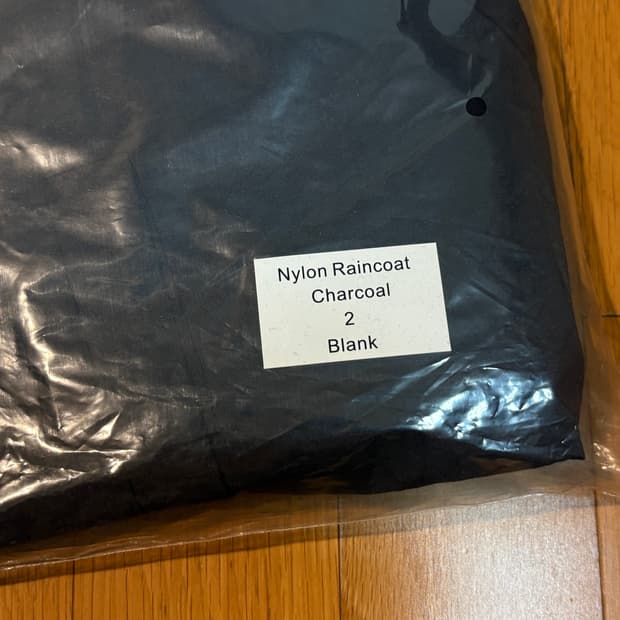 Nylon Raincoat
Charcoal
2
Blank